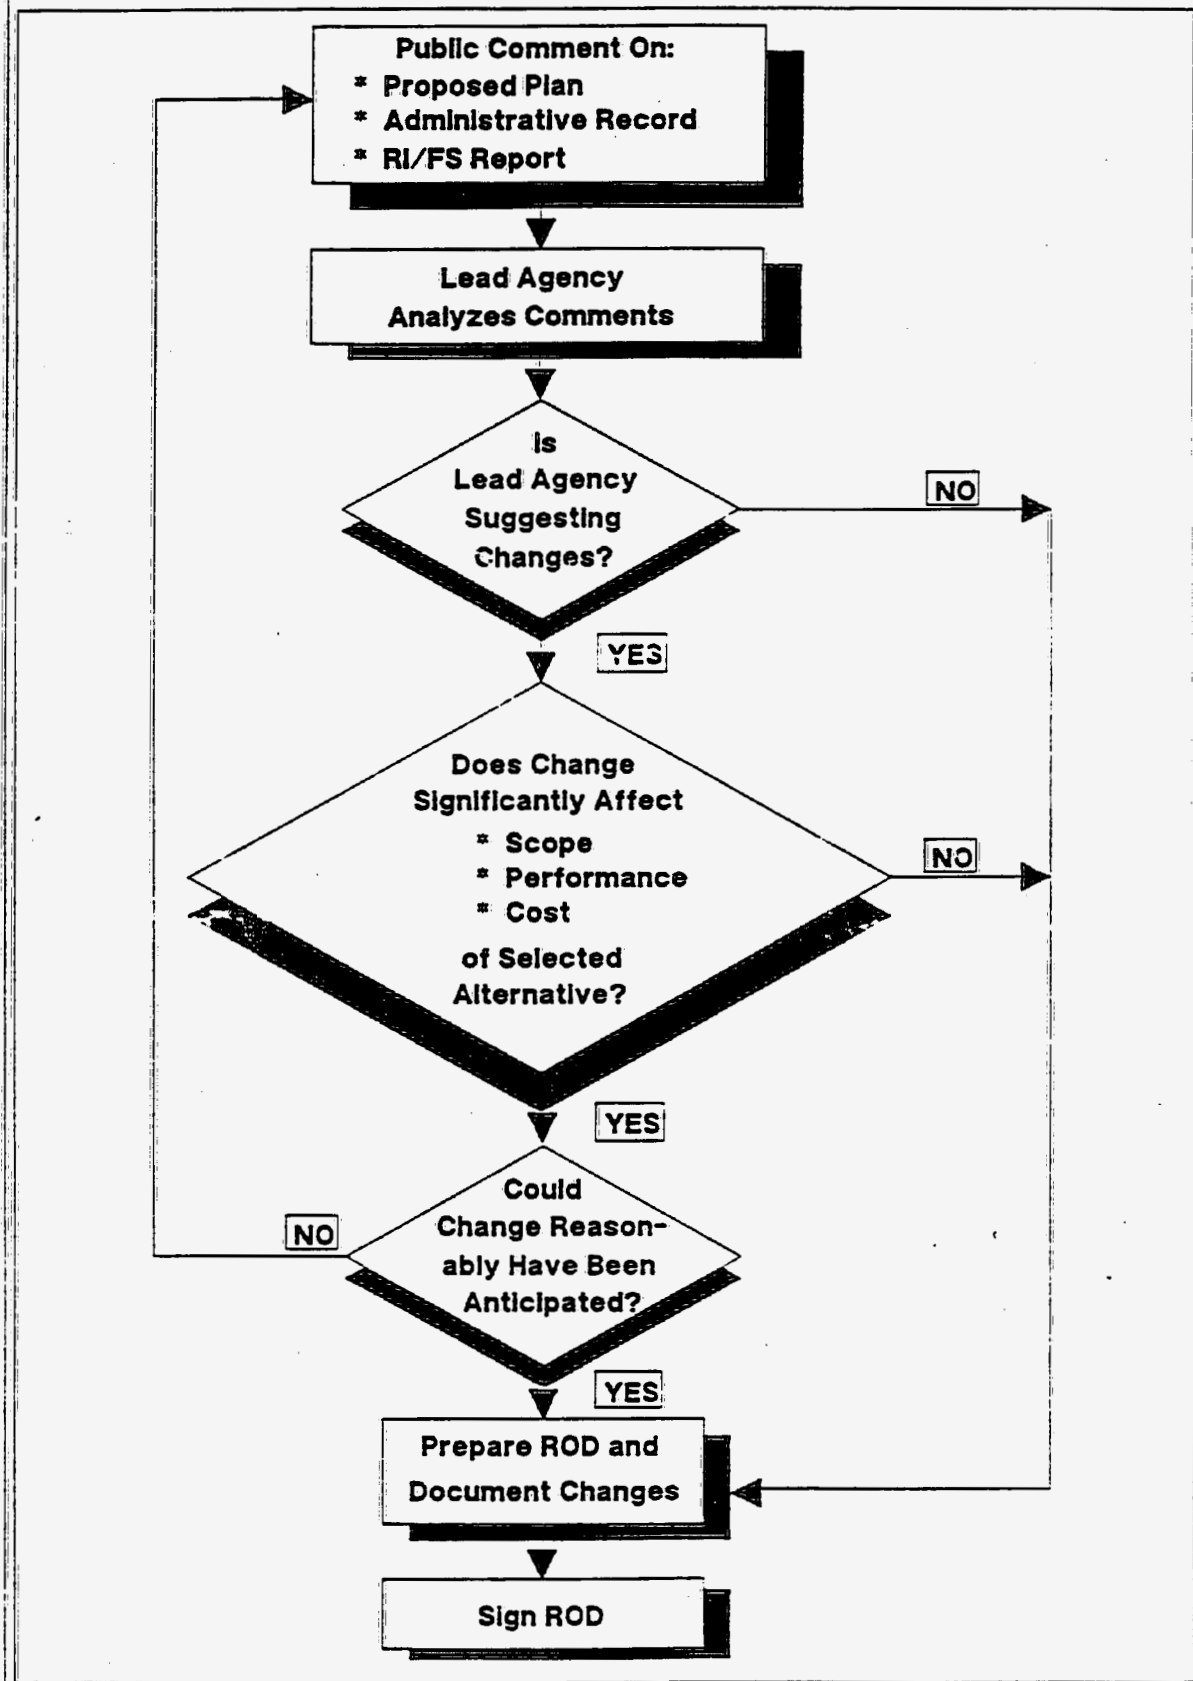 Public Comment On:
* Proposed Plan
* Administrative Record
* RI/FS Report
Lead Agency
Analyzes Comments
Is
Lead Agency
Suggesting
Changes?
NO
YES
Does Change
Significantly Affect
* Scope
* Performance
* Cost
of Selected
Alternative?
NO
YES
Could
Change Reason-
ably Have Been
Anticipated?
NO
YES
Prepare ROD and
Document Changes
Sign ROD